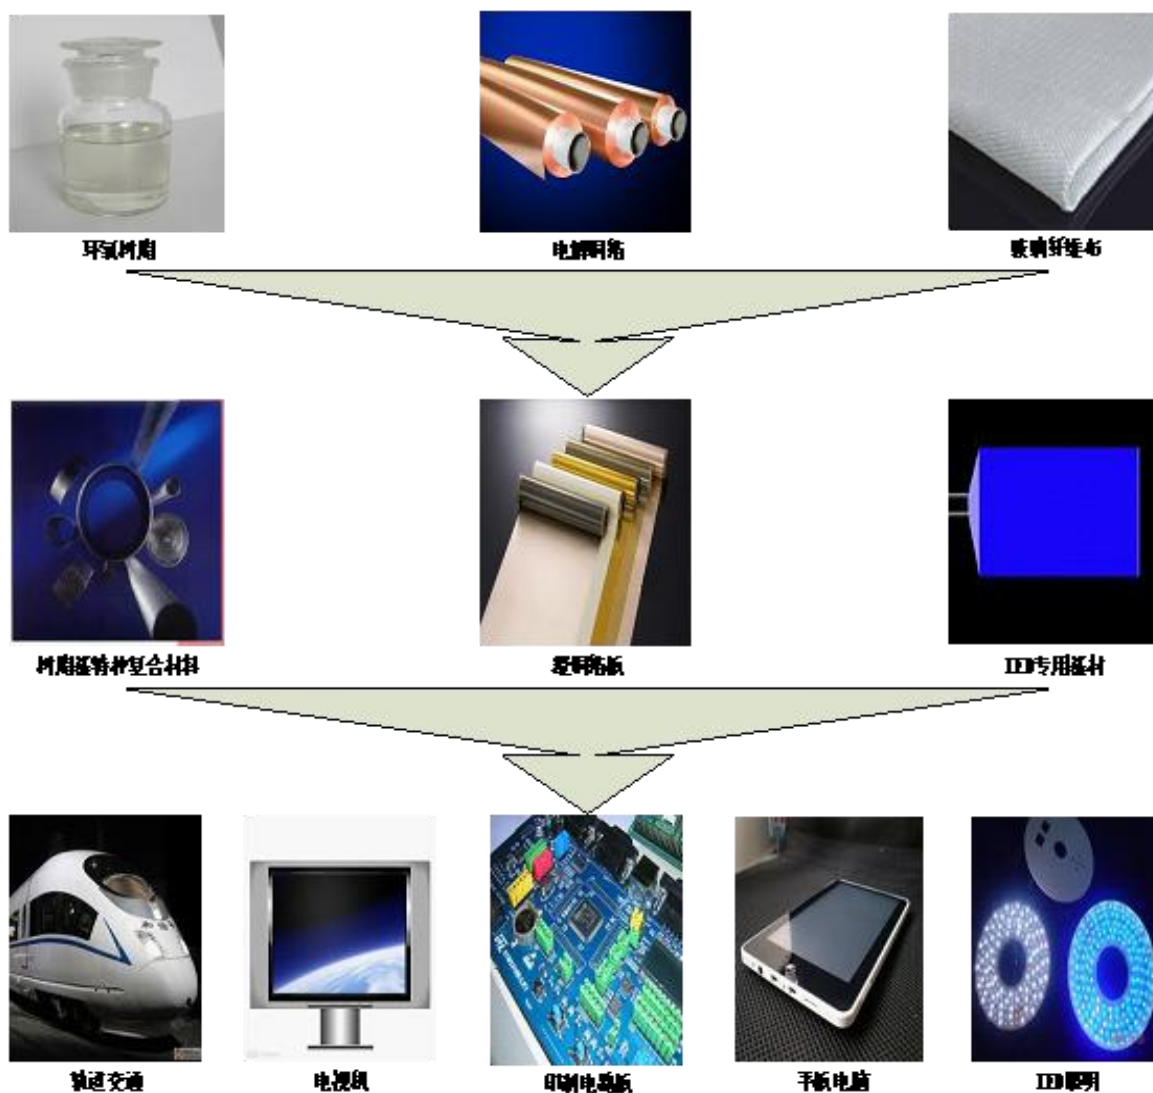 环氧树脂
电解铜箔
玻璃纤维布
树脂基特种复合材料
覆铜箔板
LED专用基材
轨道交通
电视机
印制电路板
平板电脑
LED照明